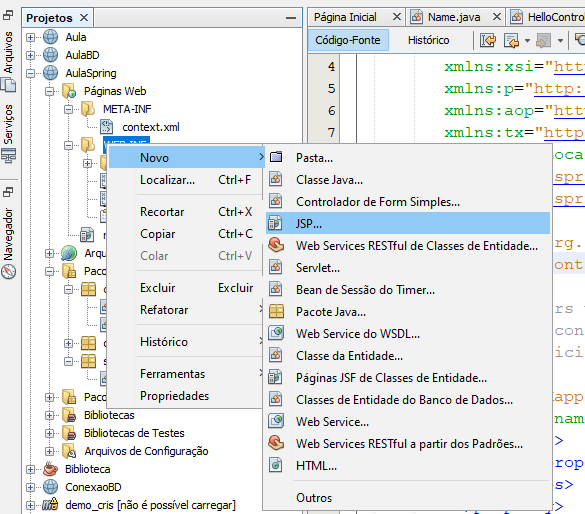 Arquivos
Serviços
Navegador
Projetos
Aula
AulaBD
AulaSpring
Páginas Web
META-INF
context.xml
WEB-INF
Arqu
Paco
Paco
Bibliotecas
Bibliotecas de Testes
Arquivos de Configuração
Biblioteca
ConexaoBD
demo_cris [não é possível carregar]
Novo
Localizar... Ctrl+F
Recortar Ctrl+X
Copiar Ctrl+C
Colar Ctrl+V
Excluir Excluir
Refatorar
Histórico
Ferramentas
Propriedades
Pasta...
Classe Java...
Controlador de Form Simples...
JSP...
Web Services RESTful de Classes de Entidade...
Servlet...
Bean de Sessão do Timer...
Pacote Java...
Web Service do WSDL...
Classe da Entidade...
Páginas JSF de Classes de Entidade...
Classes de Entidade do Banco de Dados...
Web Service...
Web Services RESTful a partir dos Padrões...
HTML...
Outros
Página Inicial Name.java HelloContro
Código-Fonte Histórico
4 xmlns:xsi="http
5 xmlns:p="http:
6 xmlns:aop="http
7 xmlns:tx="http
oca
spr
spr
rg.
ont
rs
con
ici
app
name
>
rop
s>
>